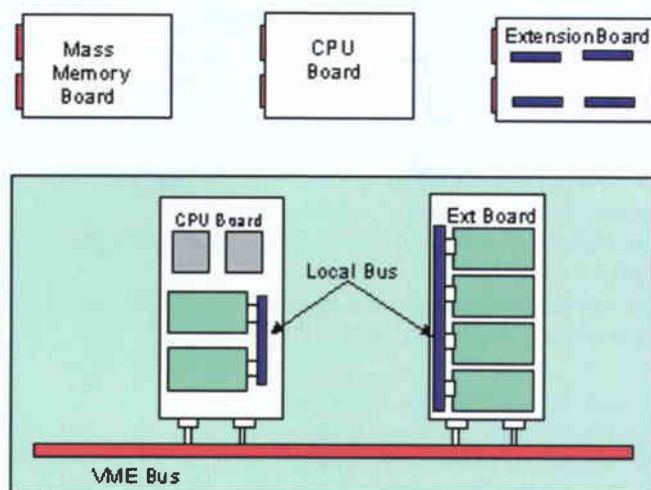 Mass
Memory
Board
CPU
Board
ExtensionBoard
CPU Board
Ext Board
Local Bus
VME Bus